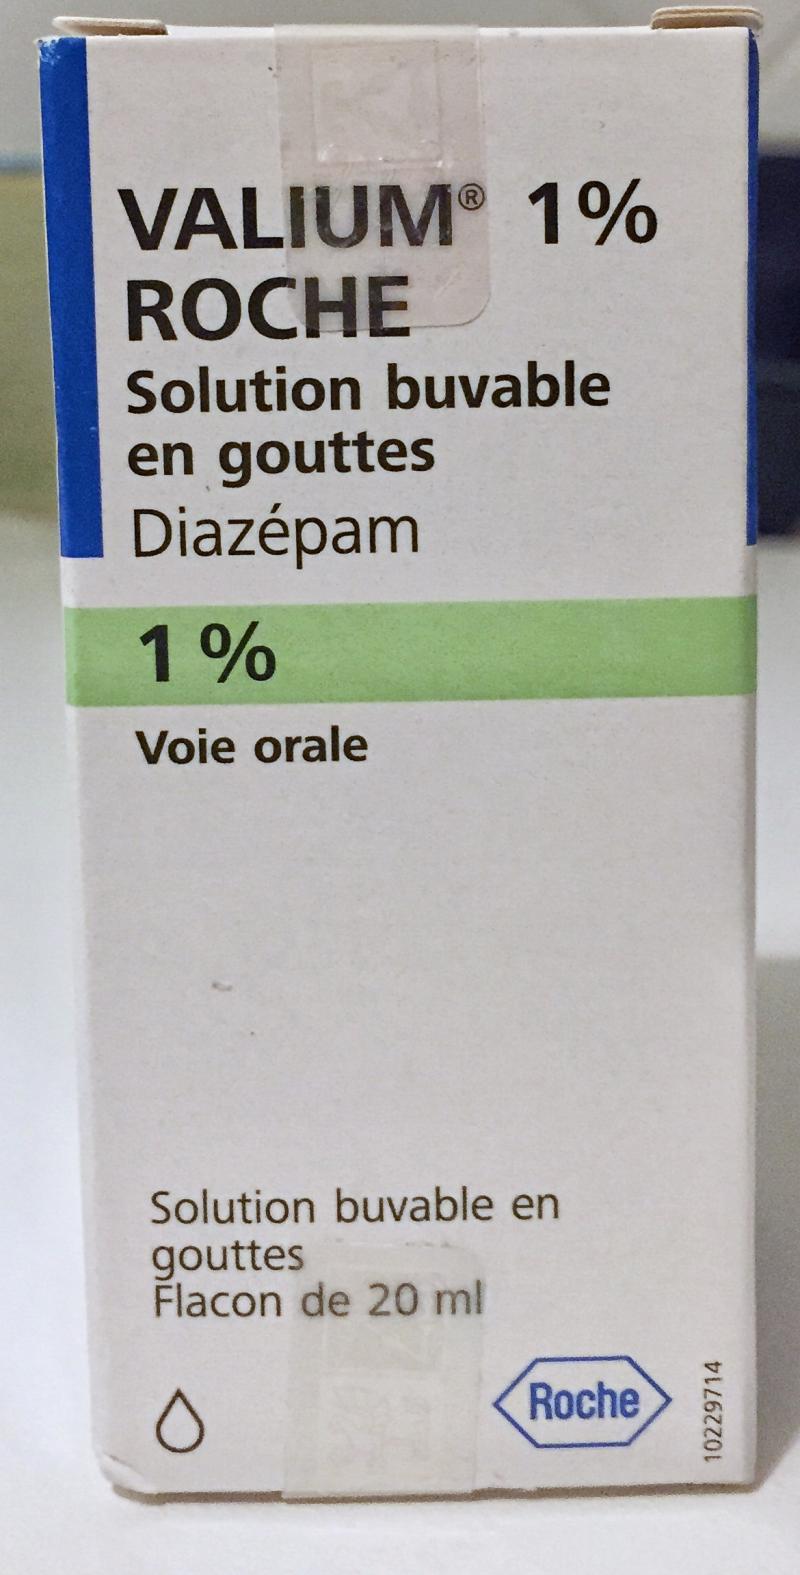 VALIUM® 1%
ROCHE
Solution buvable
en gouttes
Diazépam
1 %
Voie orale
Solution buvable en
gouttes
Flacon de 20 ml
Roche
10229714